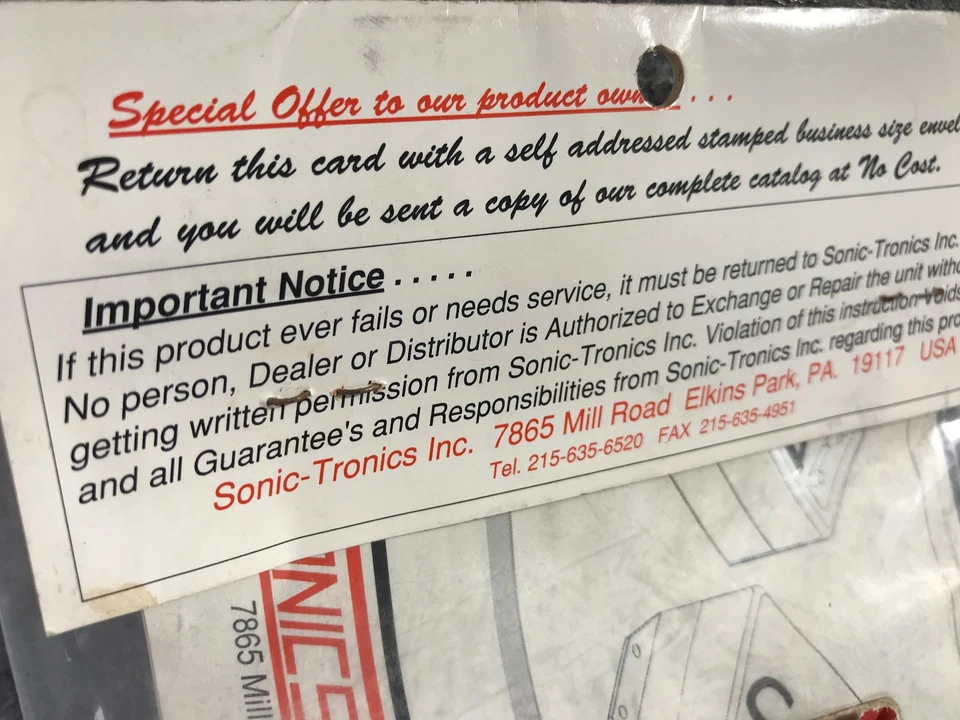 Special Offer to our product own . . .
Return this card with a self addressed stamped business size envel
and you will be sent a copy of our complete catalog at No Cost.
Important Notice . . . . .
If this product ever fails or needs service, it must be returned to Sonic-Tronics Inc.
No person, Dealer or Distributor is Authorized to Exchange or Repair the unit witho
getting written permission from Sonic-Tronics Inc. Violation of this instruction voids
and all Guarantee's and Responsibilities from Sonic-Tronics Inc. regarding this pro
Sonic-Tronics Inc. 7865 Mill Road Elkins Park, PA. 19117 USA
Tel. 215-635-6520 FAX 215-635-4951
NICS
7865 Mill